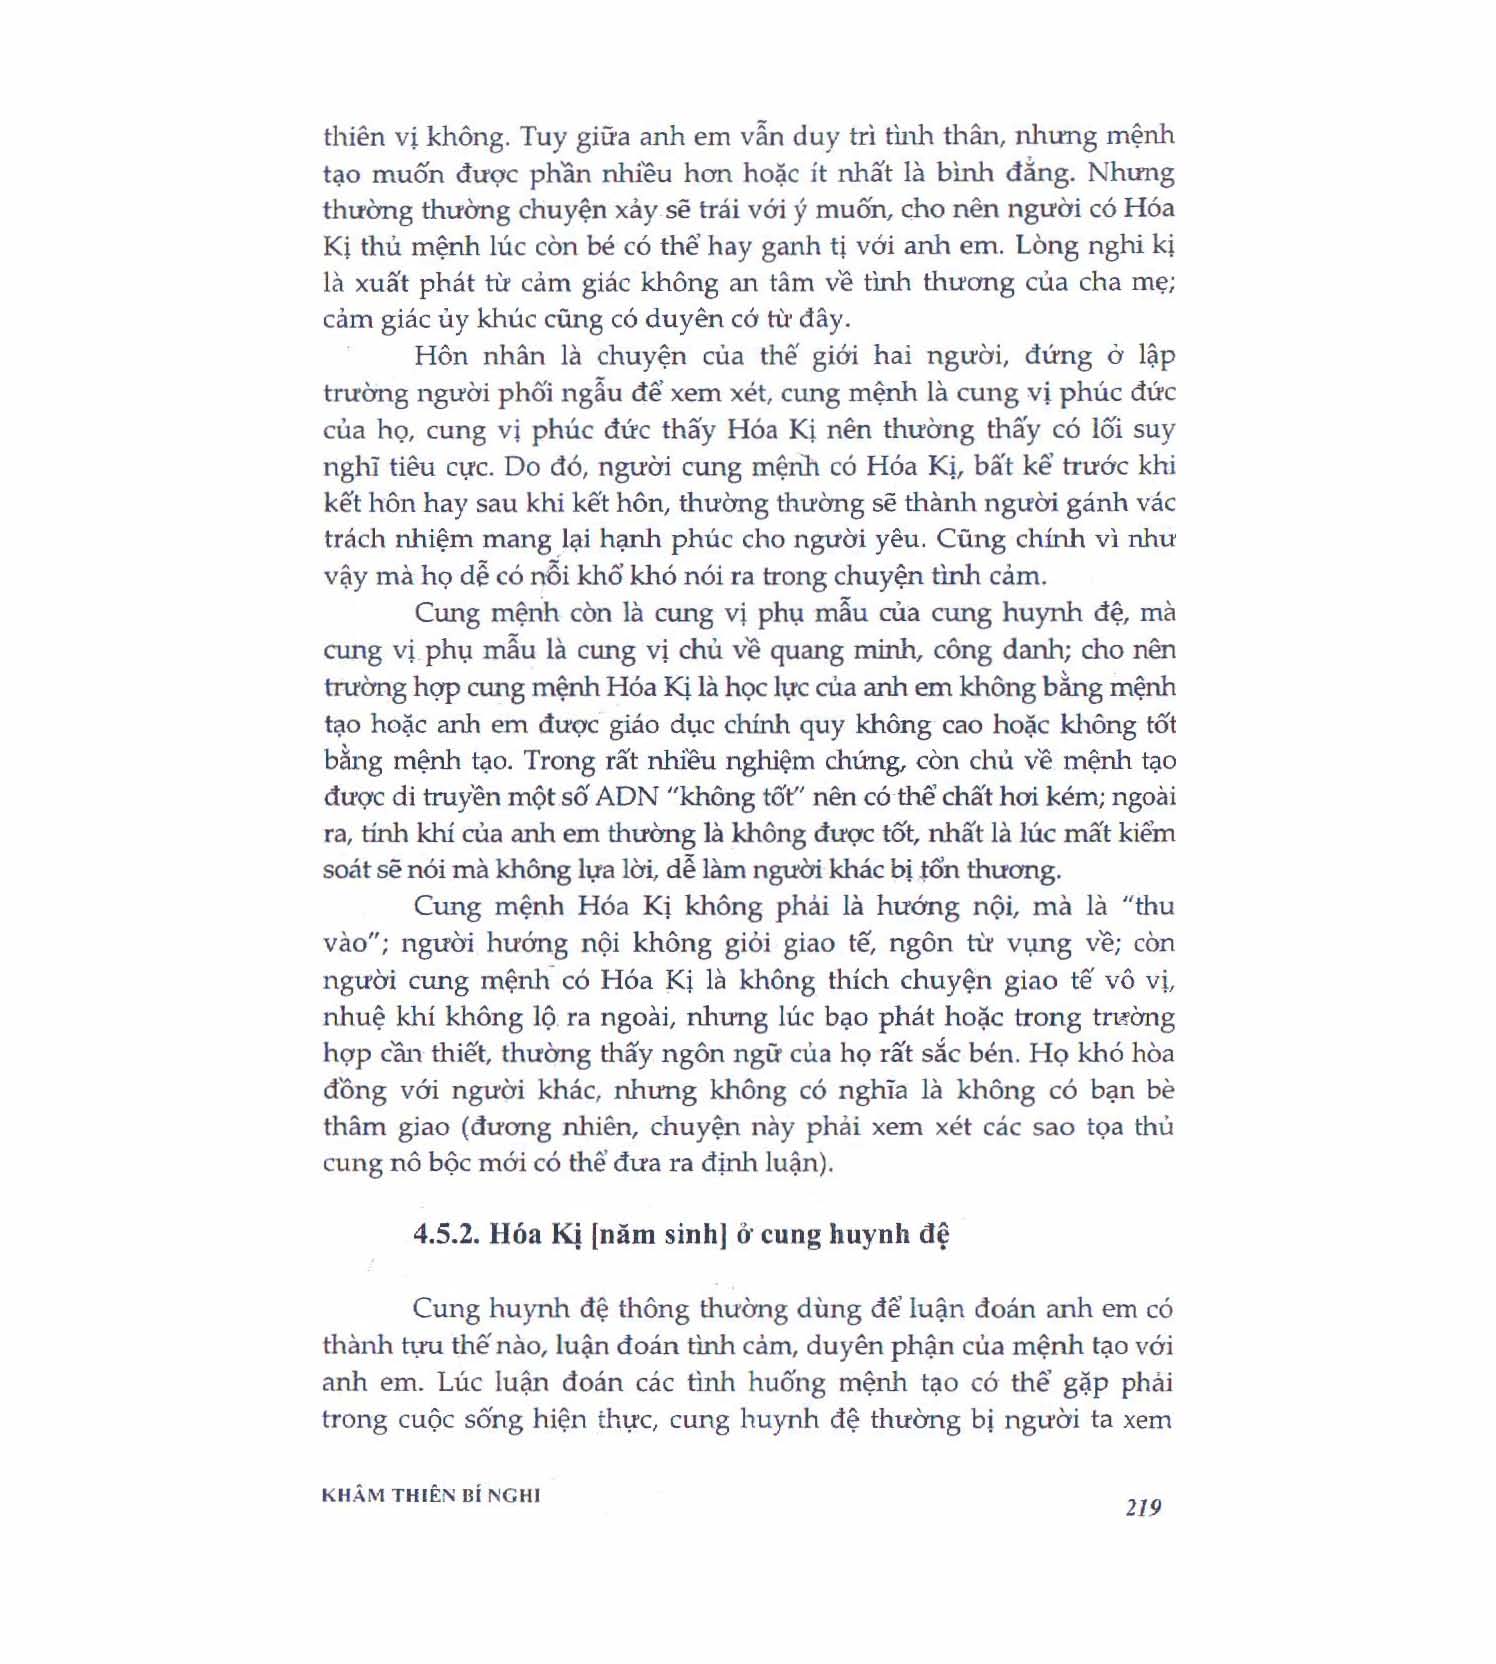 thiên vị không. Tuy giữa anh em vẫn duy trì tình thân, nhưng mệnh
tạo muốn được phần nhiều hơn hoặc ít nhất là bình đẳng. Nhưng
thường thường chuyện xảy sẽ trái với ý muốn, cho nên người có Hóa
Kị thủ mệnh lúc còn bé có thể hay ganh tị với anh em. Lòng nghi kị
là xuất phát từ cảm giác không an tâm về tình thương của cha mẹ;
cảm giác ủy khúc cũng có duyên cớ từ đây.
Hôn nhân là chuyện của thế giới hai người, đứng ở lập
trường người phối ngẫu để xem xét, cung mệnh là cung vị phúc đức
của họ, cung vị phúc đức thấy Hóa Kị nên thường thấy có lối suy
nghĩ tiêu cực. Do đó, người cung mệnh có Hóa Kị, bất kể trước khi
kết hôn hay sau khi kết hôn, thường thường sẽ thành người gánh vác
trách nhiệm mang lại hạnh phúc cho người yêu. Cũng chính vì như
vậy mà họ dễ có nỗi khổ khó nói ra trong chuyện tình cảm.
Cung mệnh còn là cung vị phụ mẫu của cung huynh đệ, mà
cung vị phụ mẫu là cung vị chủ về quang minh, công danh; cho nên
trường hợp cung mệnh Hóa Kị là học lực của anh em không bằng mệnh
tạo hoặc anh em được giáo dục chính quy không cao hoặc không tốt
bằng mệnh tạo. Trong rất nhiều nghiệm chứng, còn chủ về mệnh tạo
được di truyền một số ADN "không tốt" nên có thể chất hơi kém; ngoài
ra, tính khí của anh em thường là không được tốt, nhất là lúc mất kiểm
soát sẽ nói mà không lựa lời, dễ làm người khác bị tổn thương.
Cung mệnh Hóa Kị không phải là hướng nội, mà là "thu
vào"; người hướng nội không giỏi giao tế, ngôn từ vụng về; còn
người cung mệnh có Hóa Kị là không thích chuyện giao tế vô vị,
nhuệ khí không lộ ra ngoài, nhưng lúc bạo phát hoặc trong trường
hợp cần thiết, thường thấy ngôn ngữ của họ rất sắc bén. Họ khó hòa
đồng với người khác, nhưng không có nghĩa là không có bạn bè
thâm giao (đương nhiên, chuyện này phải xem xét các sao tọa thủ
cung nô bộc mới có thể đưa ra định luận).
4.5.2. Hóa Kị [năm sinh] ở cung huynh đệ
Cung huynh đệ thông thường dùng để luận đoán anh em có
thành tựu thế nào, luận đoán tình cảm, duyên phận của mệnh tạo với
anh em. Lúc luận đoán các tình huống mệnh tạo có thể gặp phải
trong cuộc sống hiện thực, cung huynh đệ thường bị người ta xem
KHÂM THIÊN BÍ NGHI
219